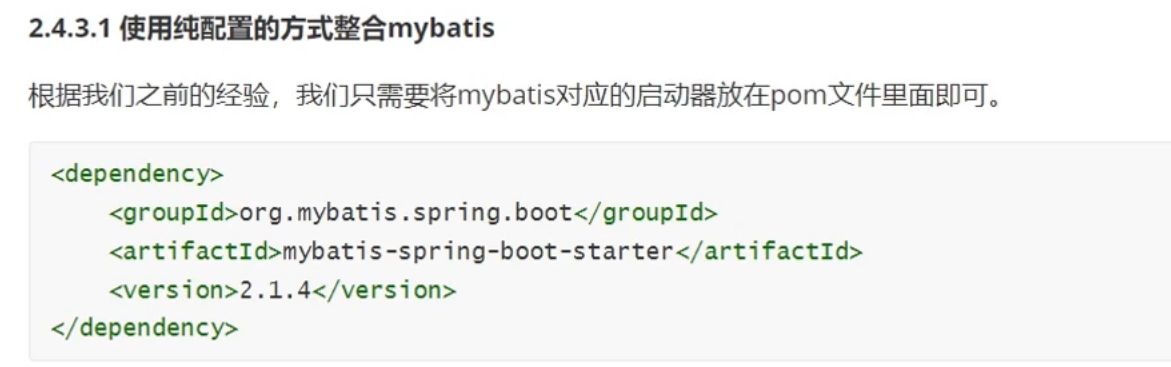 2.4.3.1 使用纯配置的方式整合mybatis
根据我们之前的经验，我们只需要将mybatis对应的启动器放在pom文件里面即可。
<dependency>
    <groupId>org.mybatis.spring.boot</groupId>
    <artifactId>mybatis-spring-boot-starter</artifactId>
    <version>2.1.4</version>
</dependency>